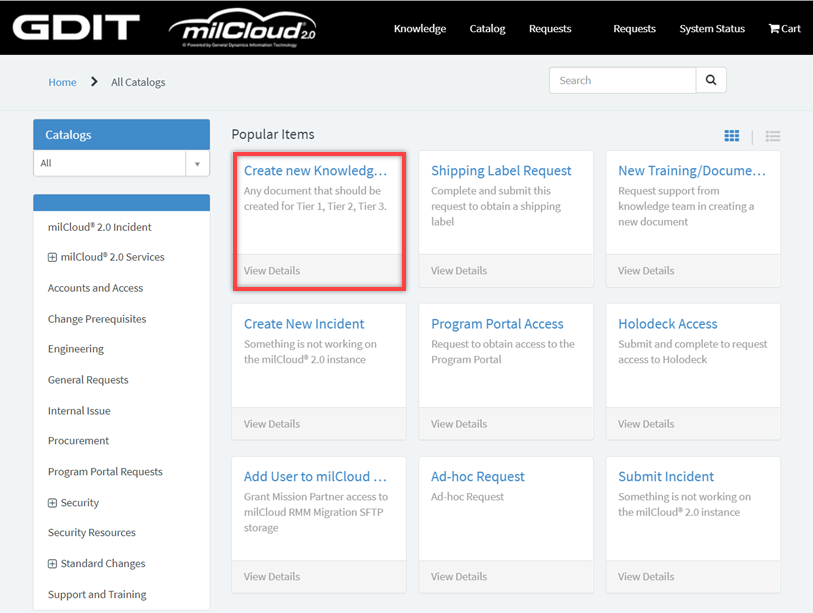 GDIT
milCloud 2.0
© Powered by General Dynamics Information Technology
Knowledge
Catalog
Requests
Requests
System Status
Cart
Home
All Catalogs
Search
Catalogs
All
milCloud® 2.0 Incident
milCloud® 2.0 Services
Accounts and Access
Change Prerequisites
Engineering
General Requests
Internal Issue
Procurement
Program Portal Requests
Security
Security Resources
Standard Changes
Support and Training
Popular Items
Create new Knowledg...
Any document that should be
created for Tier 1, Tier 2, Tier 3.
View Details
Shipping Label Request
Complete and submit this
request to obtain a shipping
label
View Details
New Training/Docume...
Request support from
knowledge team in creating a
new document
View Details
Create New Incident
Something is not working on
the milCloud® 2.0 instance
View Details
Program Portal Access
Request to obtain access to the
Program Portal
View Details
Holodeck Access
Submit and complete to request
access to Holodeck
View Details
Add User to milCloud ...
Grant Mission Partner access to
milCloud RMM Migration SFTP
storage
View Details
Ad-hoc Request
Ad-hoc Request
View Details
Submit Incident
Something is not working on
the milCloud® 2.0 instance
View Details